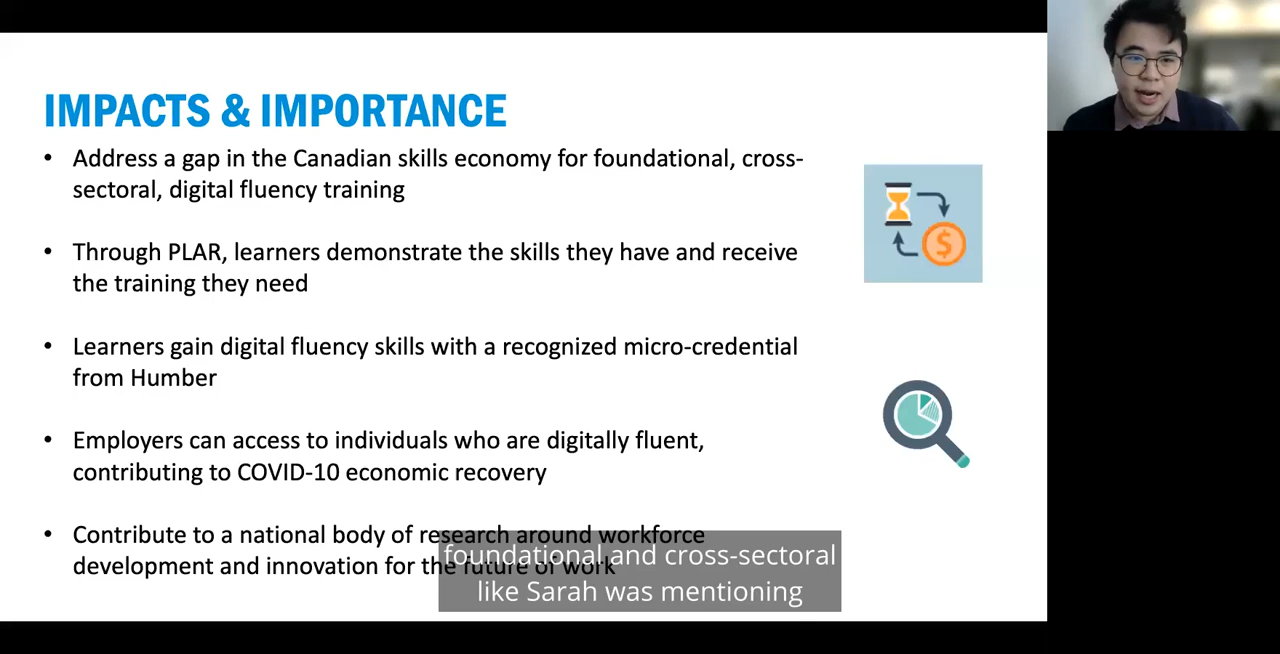 IMPACTS & IMPORTANCE
• Address a gap in the Canadian skills economy for foundational, cross-
sectoral, digital fluency training
• Through PLAR, learners demonstrate the skills they have and receive
the training they need
• Learners gain digital fluency skills with a recognized micro-credential
from Humber
• Employers can access to individuals who are digitally fluent,
contributing to COVID-10 economic recovery
• Contribute to a national body of research around workforce
development and innovation for the future of work
foundational and cross-sectoral
like Sarah was mentioning
$